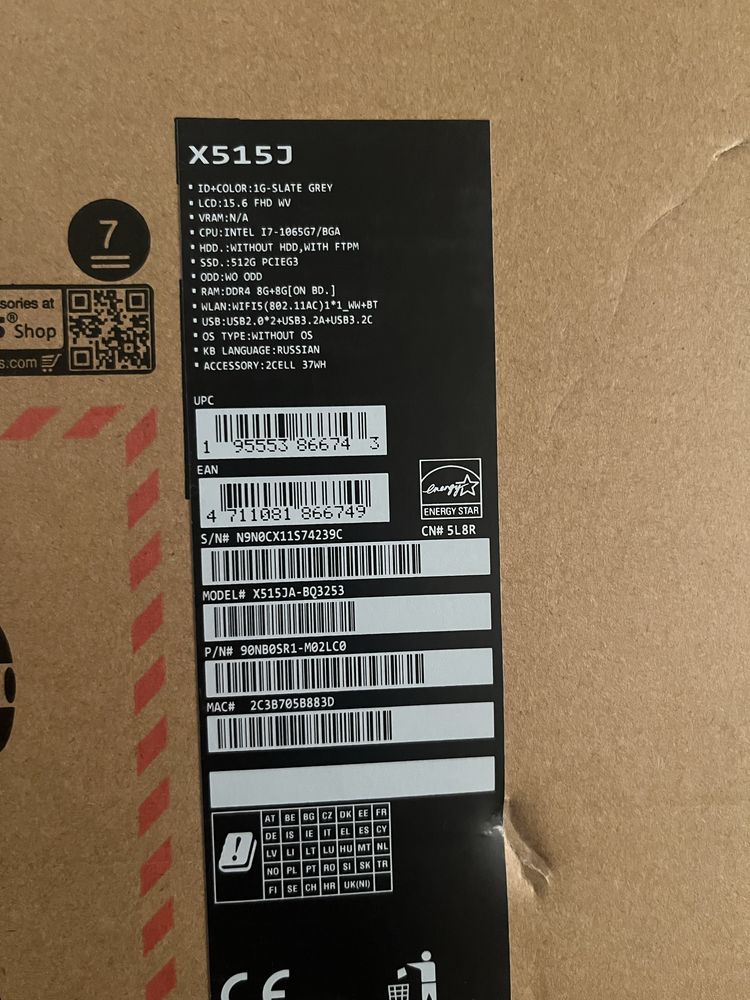 X515J
ID+COLOR:1G-SLATE GREY
LCD:15.6 FHD WV
VRAM:N/A
CPU:INTEL I7-1065G7/BGA
HDD.:WITHOUT HDD,WITH FTPM
SSD.:512G PCIEG3
ODD:WO ODD
RAM:DDR4 8G+8G[ON BD.]
WLAN:WIFI5(802.11AC)1*1_WW+BT
USB:USB2.0*2+USB3.2A+USB3.2C
OS TYPE:WITHOUT OS
KB LANGUAGE:RUSSIAN
ACCESSORY:2CELL 37WH
7
sories at
® Shop
s.com
UPC
1 95553 86674 3
EAN
4 711081 866749
energy
ENERGY STAR
S/N# N9N0CX11S74239C
CN# 5L8R
MODEL# X515JA-BQ3253
P/N# 90NB0SR1-M02LC0
MAC# 2C3B705B883D
AT BE BG CZ DK EE FR
DE IS IE IT EL ES CY
LV LI LT LU HU MT NL
NO PL PT RO SI SK TR
FI SE CH HR UK(NI)
CE